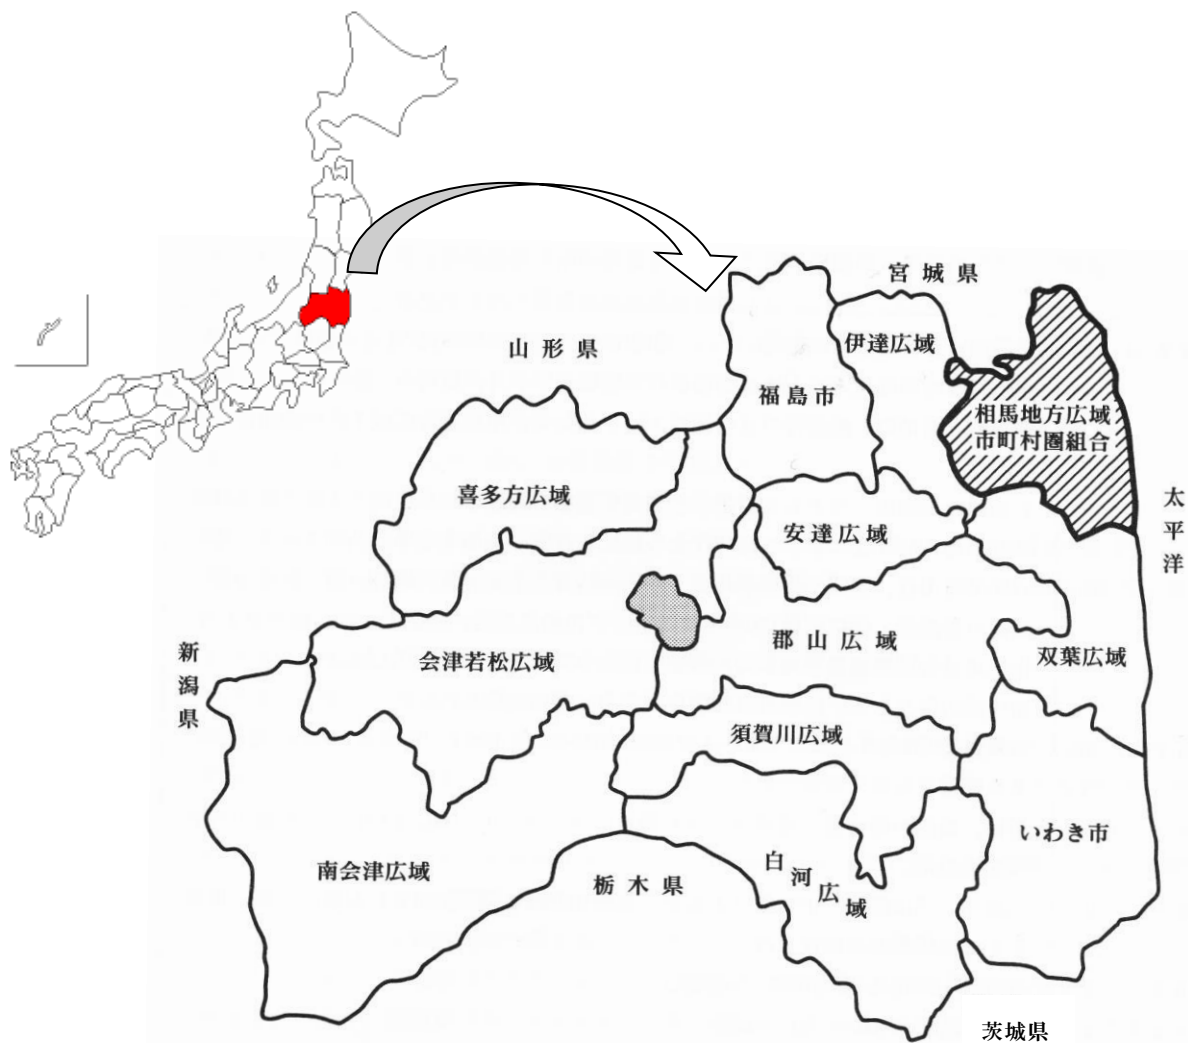 宮城県
山形県
伊達広域
福島市
相馬地方広域
市町村圏組合
喜多方広域
太平洋
安達広域
郡山広域
新潟県
会津若松広域
双葉広域
須賀川広域
いわき市
南会津広域
栃木県
白河広域
茨城県